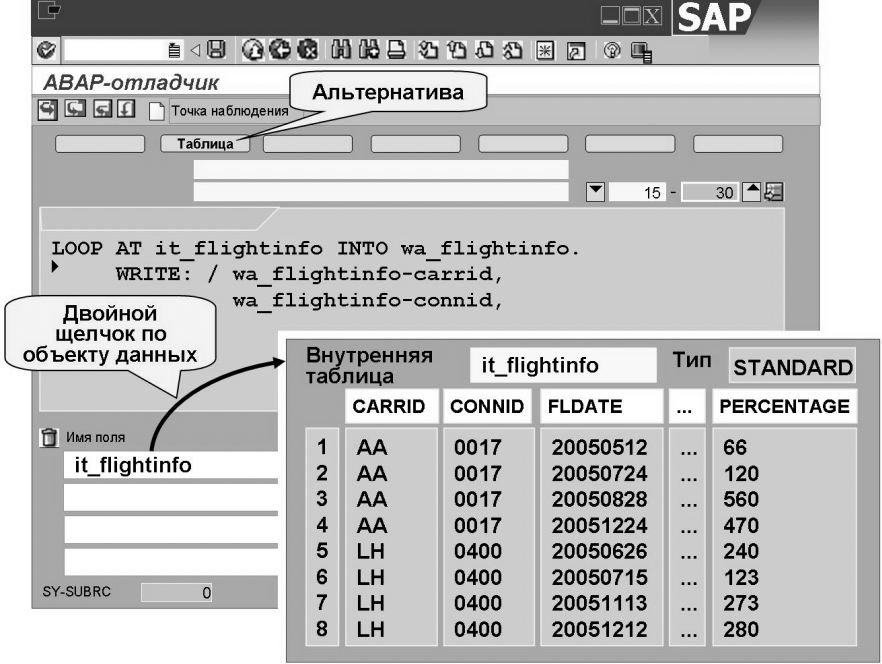 SAP
ABAP-отладчик
Альтернатива
Точка наблюдения
Таблица
15 - 30
LOOP AT it_flightinfo INTO wa_flightinfo.
WRITE: / wa_flightinfo-carrid,
wa_flightinfo-connid,
Двойной
щелчок по
объекту данных
Внутренняя
таблица
it_flightinfo
Тип
STANDARD
CARRID CONNID FLDATE ... PERCENTAGE
1 AA 0017 20050512 ... 66
2 AA 0017 20050724 ... 120
3 AA 0017 20050828 ... 560
4 AA 0017 20051224 ... 470
5 LH 0400 20050626 ... 240
6 LH 0400 20050715 ... 123
7 LH 0400 20051113 ... 273
8 LH 0400 20051212 ... 280
Имя поля
it_flightinfo
SY-SUBRC 0